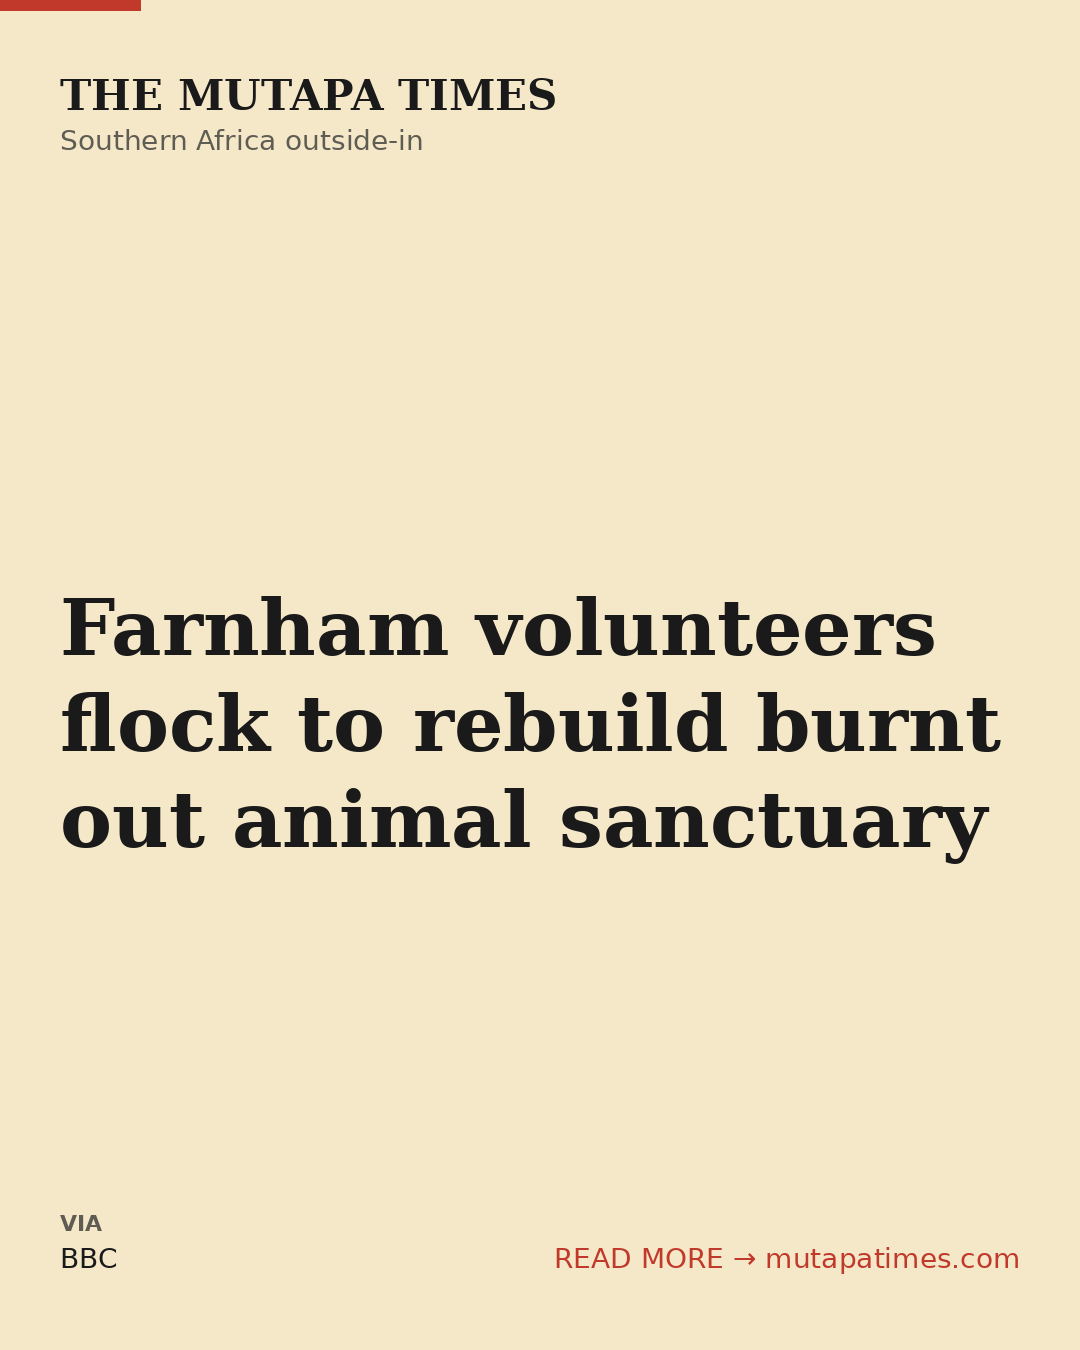 THE MUTAPA TIMES
Southern Africa outside-in
Farnham volunteers
flock to rebuild burnt
out animal sanctuary
VIA
BBC
READ MORE → mutapatimes.com